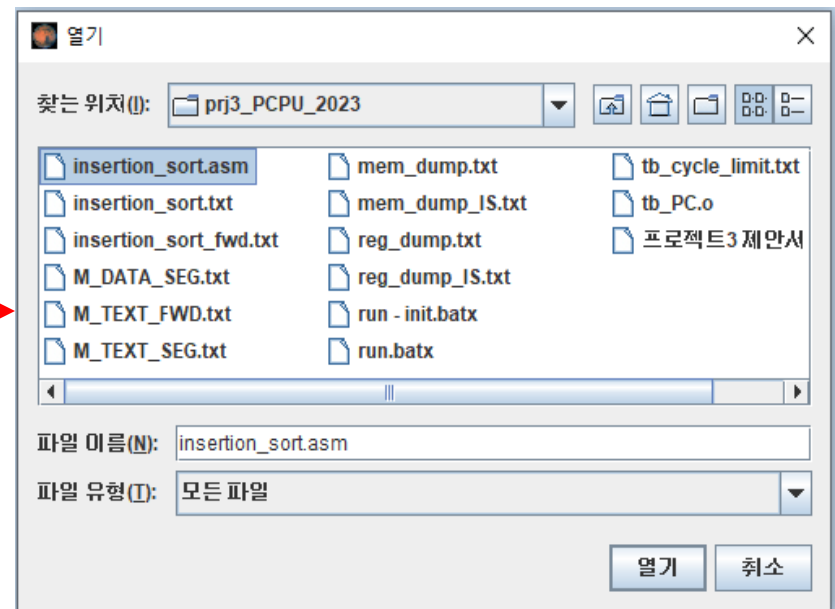 열기
찾는 위치(I): prj3_PCPU_2023
insertion_sort.asm
insertion_sort.txt
insertion_sort_fwd.txt
M_DATA_SEG.txt
M_TEXT_FWD.txt
M_TEXT_SEG.txt
mem_dump.txt
mem_dump_IS.txt
reg_dump.txt
reg_dump_IS.txt
run - init.batx
run.batx
tb_cycle_limit.txt
tb_PC.o
프로젝트3 제안서
파일 이름(N): insertion_sort.asm
파일 유형(T): 모든 파일
열기 취소